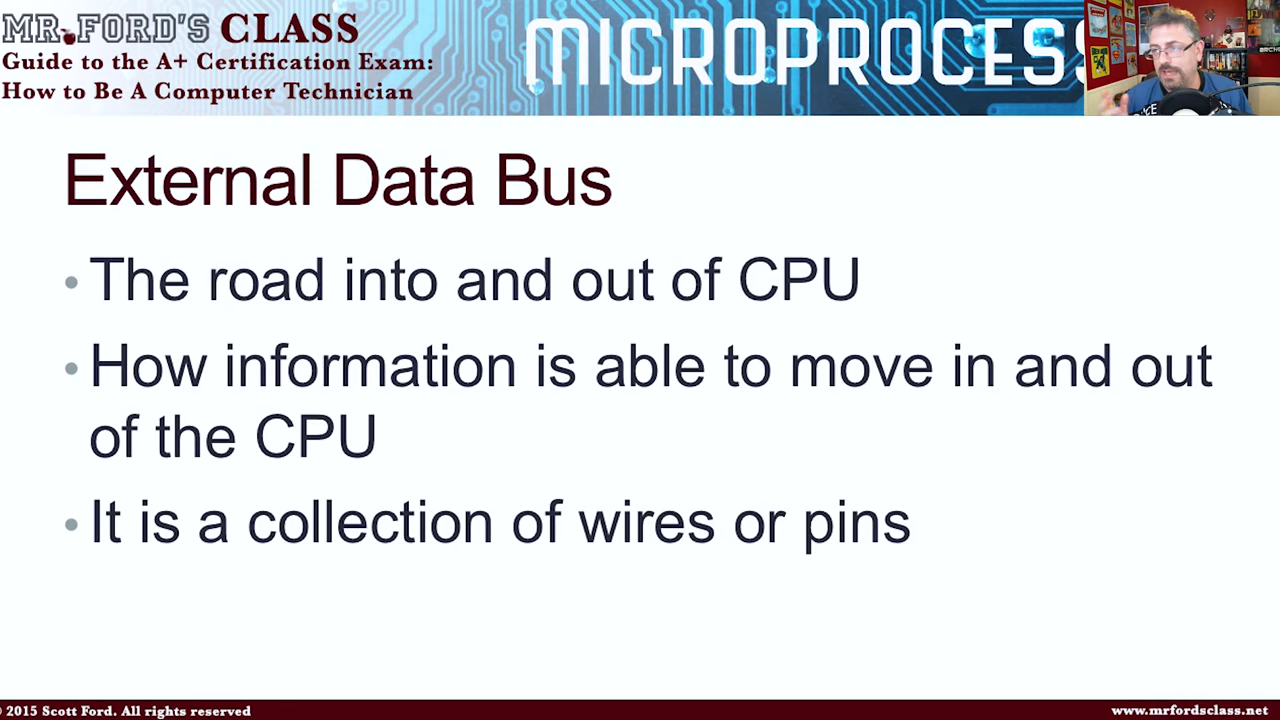 MR. FORD'S CLASS
Guide to the A+ Certification Exam:
How to Be A Computer Technician
MICROPROCESS
External Data Bus
• The road into and out of CPU
• How information is able to move in and out
of the CPU
• It is a collection of wires or pins
© 2015 Scott Ford. All rights reserved
www.mrfordsclass.net